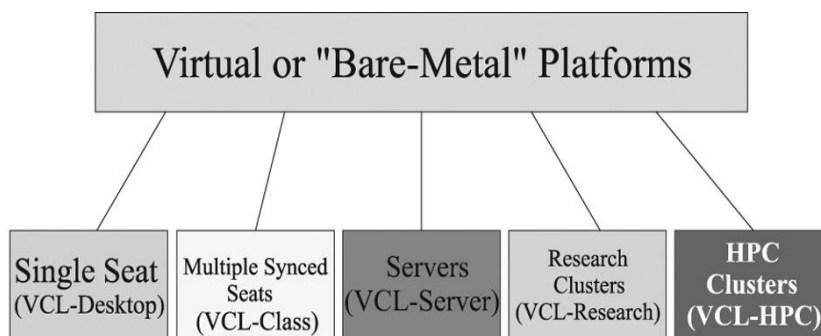 Virtual or "Bare-Metal" Platforms
Single Seat
(VCL-Desktop)
Multiple Synced
Seats
(VCL-Class)
Servers
(VCL-Server)
Research
Clusters
(VCL-Research)
HPC
Clusters
(VCL-HPC)